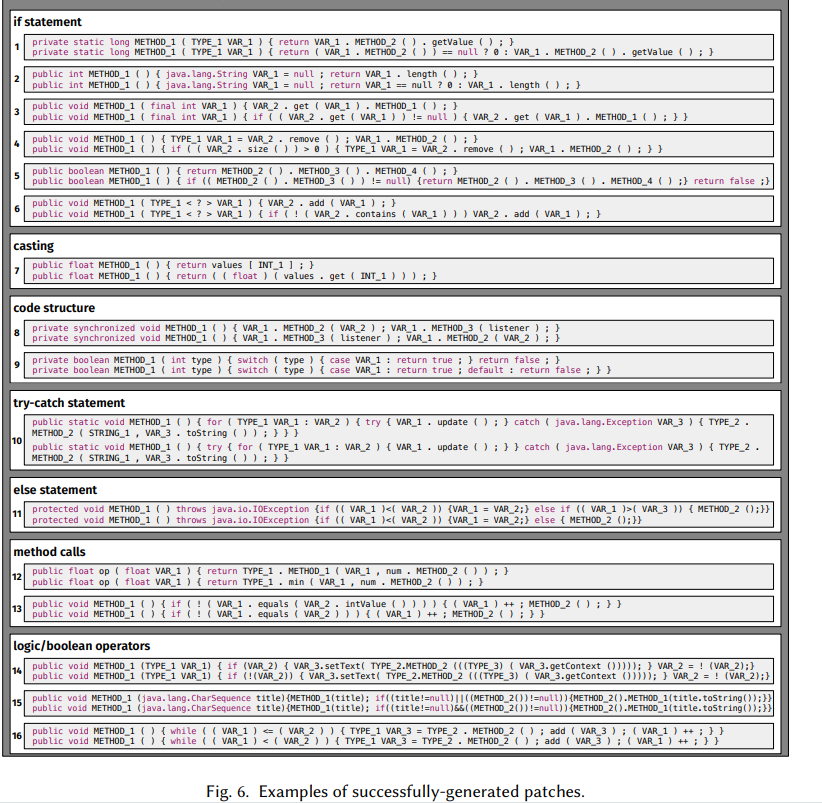 if statement
1
private static long METHOD_1 ( TYPE_1 VAR_1 ) { return VAR_1 . METHOD_2 ( ) . getValue ( ) ; }
private static long METHOD_1 ( TYPE_1 VAR_1 ) { return ( VAR_1 . METHOD_2 ( ) ) == null ? 0 : VAR_1 . METHOD_2 ( ) . getValue ( ) ; }
2
public int METHOD_1 ( ) { java.lang.String VAR_1 = null ; return VAR_1 . length ( ) ; }
public int METHOD_1 ( ) { java.lang.String VAR_1 = null ; return VAR_1 == null ? 0 : VAR_1 . length ( ) ; }
3
public void METHOD_1 ( final int VAR_1 ) { VAR_2 . get ( VAR_1 ) . METHOD_1 ( ) ; }
public void METHOD_1 ( final int VAR_1 ) { if ( ( VAR_2 . get ( VAR_1 ) ) != null ) { VAR_2 . get ( VAR_1 ) . METHOD_1 ( ) ; } }
4
public void METHOD_1 ( ) { TYPE_1 VAR_1 = VAR_2 . remove ( ) ; VAR_1 . METHOD_2 ( ) ; }
public void METHOD_1 ( ) { if ( ( VAR_2 . size ( ) ) > 0 ) { TYPE_1 VAR_1 = VAR_2 . remove ( ) ; VAR_1 . METHOD_2 ( ) ; } }
5
public boolean METHOD_1 ( ) { return METHOD_2 ( ) . METHOD_3 ( ) . METHOD_4 ( ) ; }
public boolean METHOD_1 ( ) { if (( METHOD_2 ( ) . METHOD_3 ( ) ) != null) {return METHOD_2 ( ) . METHOD_3 ( ) . METHOD_4 ( ) ;} return false ;}
6
public void METHOD_1 ( TYPE_1 < ? > VAR_1 ) { VAR_2 . add ( VAR_1 ) ; }
public void METHOD_1 ( TYPE_1 < ? > VAR_1 ) { if ( ! ( VAR_2 . contains ( VAR_1 ) ) ) VAR_2 . add ( VAR_1 ) ; }
casting
7
public float METHOD_1 ( ) { return values [ INT_1 ] ; }
public float METHOD_1 ( ) { return ( ( float ) ( values . get ( INT_1 ) ) ) ; }
code structure
8
private synchronized void METHOD_1 ( ) { VAR_1 . METHOD_2 ( VAR_2 ) ; VAR_1 . METHOD_3 ( listener ) ; }
private synchronized void METHOD_1 ( ) { VAR_1 . METHOD_3 ( listener ) ; VAR_1 . METHOD_2 ( VAR_2 ) ; }
9
private boolean METHOD_1 ( int type ) { switch ( type ) { case VAR_1 : return true ; } return false ; }
private boolean METHOD_1 ( int type ) { switch ( type ) { case VAR_1 : return true ; default : return false ; } }
try-catch statement
10
public static void METHOD_1 ( ) { for ( TYPE_1 VAR_1 : VAR_2 ) { try { VAR_1 . update ( ) ; } catch ( java.lang.Exception VAR_3 ) { TYPE_2 .
METHOD_2 ( STRING_1 , VAR_3 . toString ( ) ) ; } } }
public static void METHOD_1 ( ) { try { for ( TYPE_1 VAR_1 : VAR_2 ) { VAR_1 . update ( ) ; } } catch ( java.lang.Exception VAR_3 ) { TYPE_2 .
METHOD_2 ( STRING_1 , VAR_3 . toString ( ) ) ; } }
else statement
11
protected void METHOD_1 ( ) throws java.io.IOException {if (( VAR_1 )<( VAR_2 )) {VAR_1 = VAR_2;} else if (( VAR_1 )>( VAR_3 )) { METHOD_2 ();}}
protected void METHOD_1 ( ) throws java.io.IOException {if (( VAR_1 )<( VAR_2 )) {VAR_1 = VAR_2;} else { METHOD_2 ();}}
method calls
12
public float op ( float VAR_1 ) { return TYPE_1 . METHOD_1 ( VAR_1 , num . METHOD_2 ( ) ) ; }
public float op ( float VAR_1 ) { return TYPE_1 . min ( VAR_1 , num . METHOD_2 ( ) ) ; }
13
public void METHOD_1 ( ) { if ( ! ( VAR_1 . equals ( VAR_2 . intValue ( ) ) ) ) { ( VAR_1 ) ++ ; METHOD_2 ( ) ; } }
public void METHOD_1 ( ) { if ( ! ( VAR_1 . equals ( VAR_2 ) ) ) { ( VAR_1 ) ++ ; METHOD_2 ( ) ; } }
logic/boolean operators
14
public void METHOD_1 (TYPE_1 VAR_1) { if (VAR_2) { VAR_3.setText( TYPE_2.METHOD_2 (((TYPE_3) ( VAR_3.getContext ())))); } VAR_2 = ! (VAR_2);}
public void METHOD_1 (TYPE_1 VAR_1) { if (!(VAR_2)) { VAR_3.setText( TYPE_2.METHOD_2 (((TYPE_3) ( VAR_3.getContext ())))); } VAR_2 = ! (VAR_2);}
15
public void METHOD_1 (java.lang.CharSequence title){METHOD_1(title); if((title!=null)||((METHOD_2())!=null)){METHOD_2().METHOD_1(title.toString());}}
public void METHOD_1 (java.lang.CharSequence title){METHOD_1(title); if((title!=null)&&((METHOD_2())!=null)){METHOD_2().METHOD_1(title.toString());}}
16
public void METHOD_1 ( ) { while ( ( VAR_1 ) <= ( VAR_2 ) ) { TYPE_1 VAR_3 = TYPE_2 . METHOD_2 ( ) ; add ( VAR_3 ) ; ( VAR_1 ) ++ ; } }
public void METHOD_1 ( ) { while ( ( VAR_1 ) < ( VAR_2 ) ) { TYPE_1 VAR_3 = TYPE_2 . METHOD_2 ( ) ; add ( VAR_3 ) ; ( VAR_1 ) ++ ; } }
Fig. 6. Examples of successfully-generated patches.